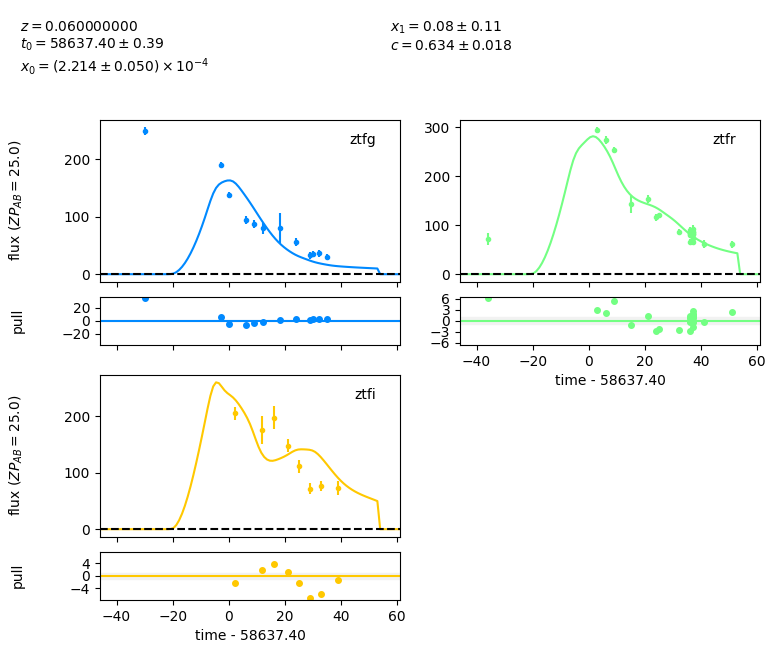 z = 0.060000000
t₀ = 58637.40 ± 0.39
x₀ = (2.214 ± 0.050) × 10⁻⁴
x₁ = 0.08 ± 0.11
c = 0.634 ± 0.018
flux (ZP_AB = 25.0)
200
100
0
ztfg
300
200
100
0
ztfr
pull
20
0
−20
6
3
0
−3
−6
−40 −20 0 20 40 60
time - 58637.40
flux (ZP_AB = 25.0)
200
100
0
ztfi
pull
4
0
−4
−40 −20 0 20 40 60
time - 58637.40